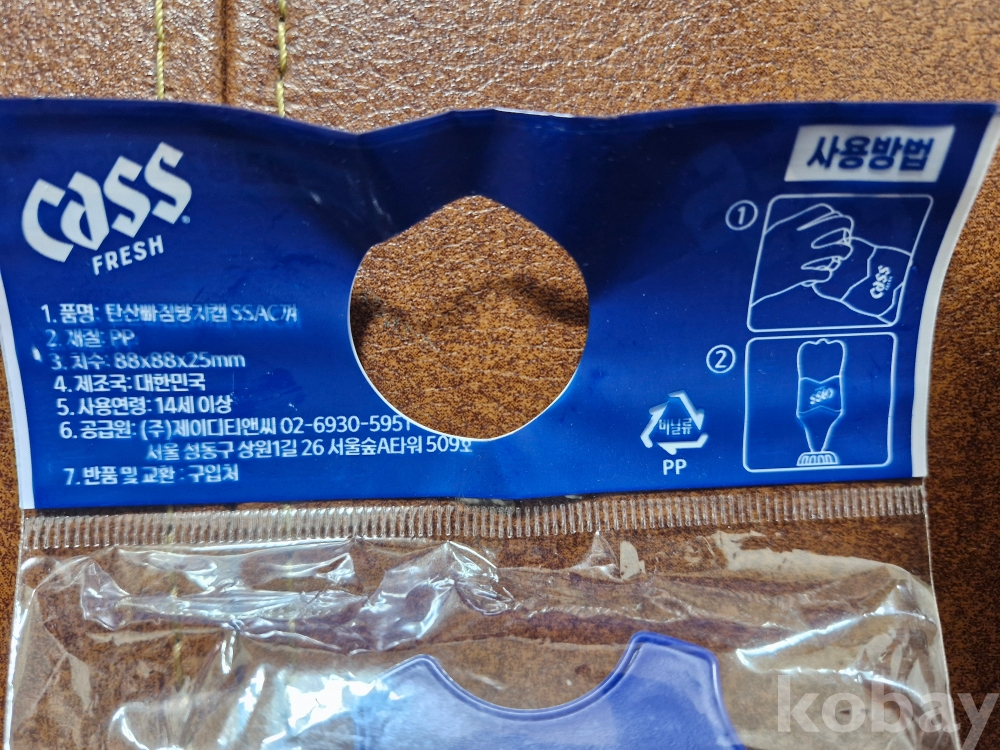 cass
FRESH
1. 품명: 탄산빠짐방지캡 SSAC캡
2. 재질: PP
3. 치수: 88x88x25mm
4. 제조국: 대한민국
5. 사용연령: 14세 이상
6. 공급원: (주)제이디티앤씨 02-6930-5951
서울 성동구 상원1길 26 서울숲A타워 509호
7. 반품 및 교환 : 구입처
사용방법
1
cass
2
cass
비닐류
PP
kobay